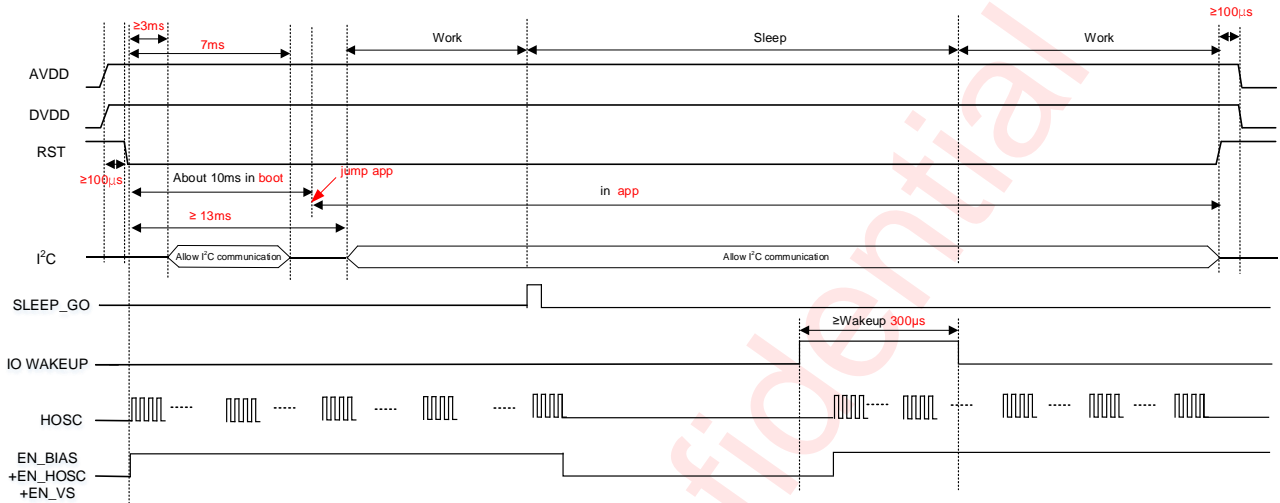 ≥3ms
≥100μs
7ms
Work
Sleep
Work
AVDD
DVDD
RST
≥100μs
About 10ms in boot
jump app
in app
≥ 13ms
I²C
Allow I²C communication
Allow I²C communication
SLEEP_GO
≥Wakeup 300μs
IO WAKEUP
HOSC
EN_BIAS
+EN_HOSC
+EN_VS
fidential